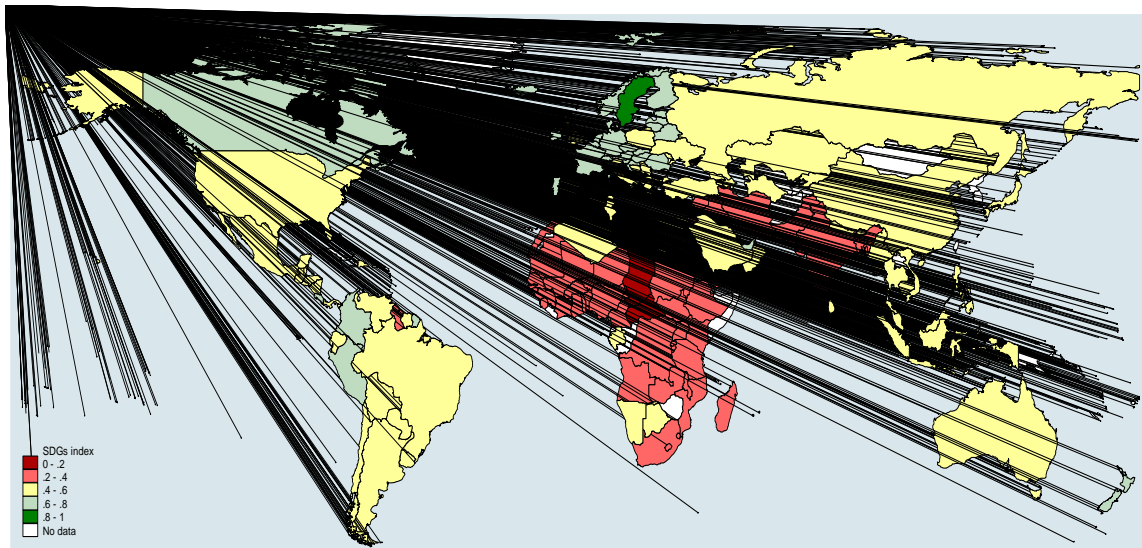 SDGs index
0 - .2
.2 - .4
.4 - .6
.6 - .8
.8 - 1
No data